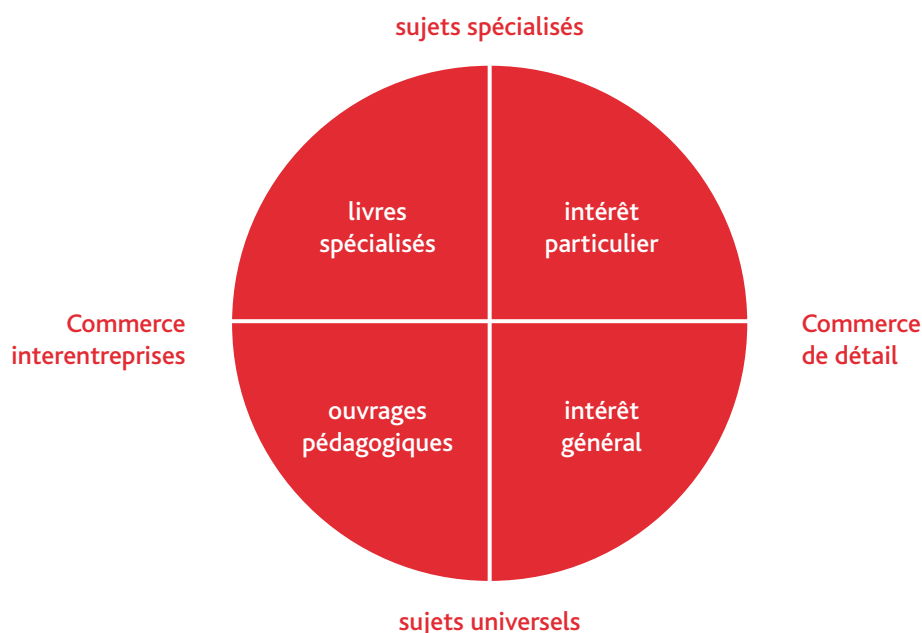 sujets spécialisés
livres
spécialisés
intérêt
particulier
Commerce
interentreprises
Commerce
de détail
ouvrages
pédagogiques
intérêt
général
sujets universels